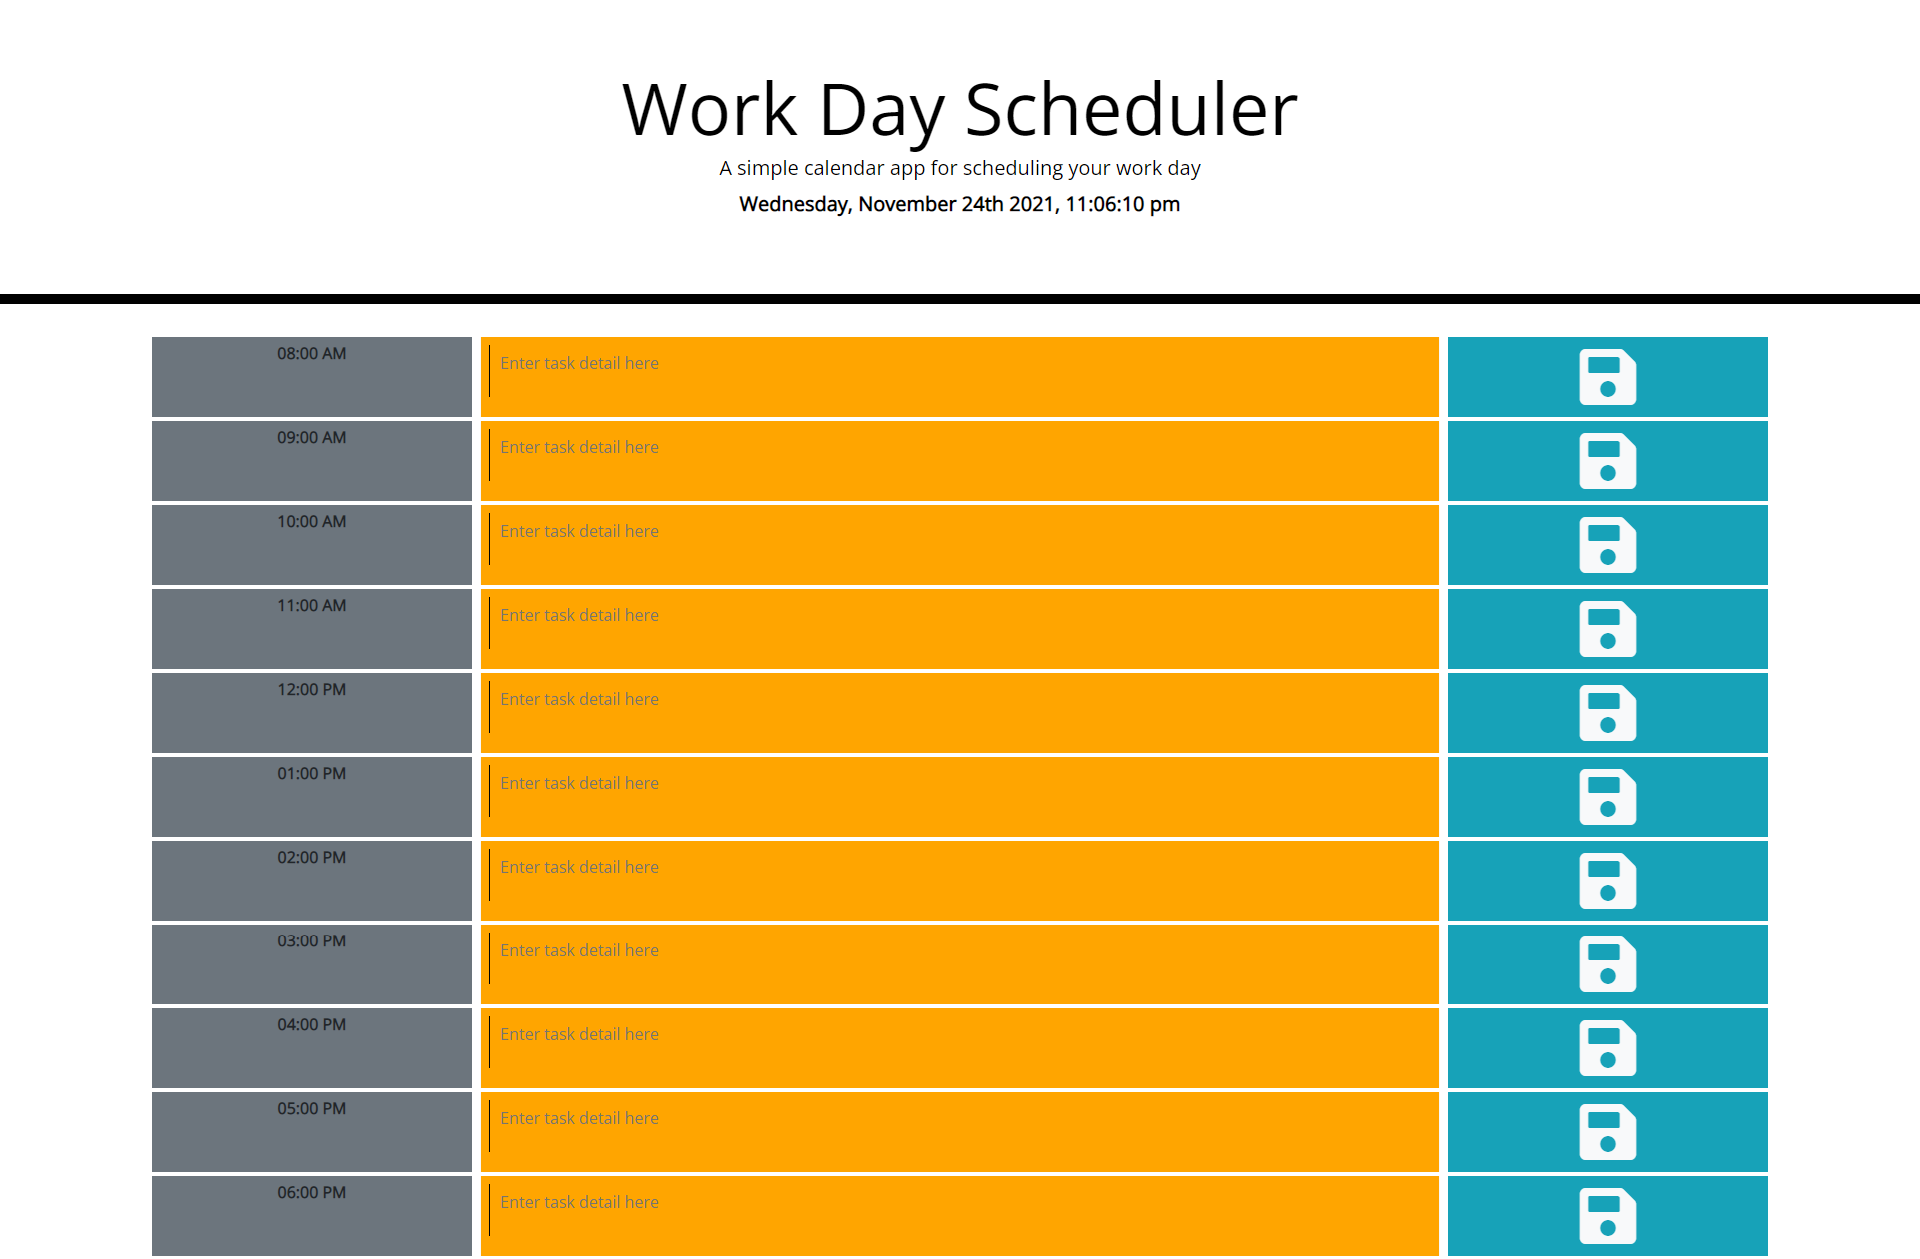 Work Day Scheduler
A simple calendar app for scheduling your work day
Wednesday, November 24th 2021, 11:06:10 pm
08:00 AM Enter task detail here
09:00 AM Enter task detail here
10:00 AM Enter task detail here
11:00 AM Enter task detail here
12:00 PM Enter task detail here
01:00 PM Enter task detail here
02:00 PM Enter task detail here
03:00 PM Enter task detail here
04:00 PM Enter task detail here
05:00 PM Enter task detail here
06:00 PM Enter task detail here